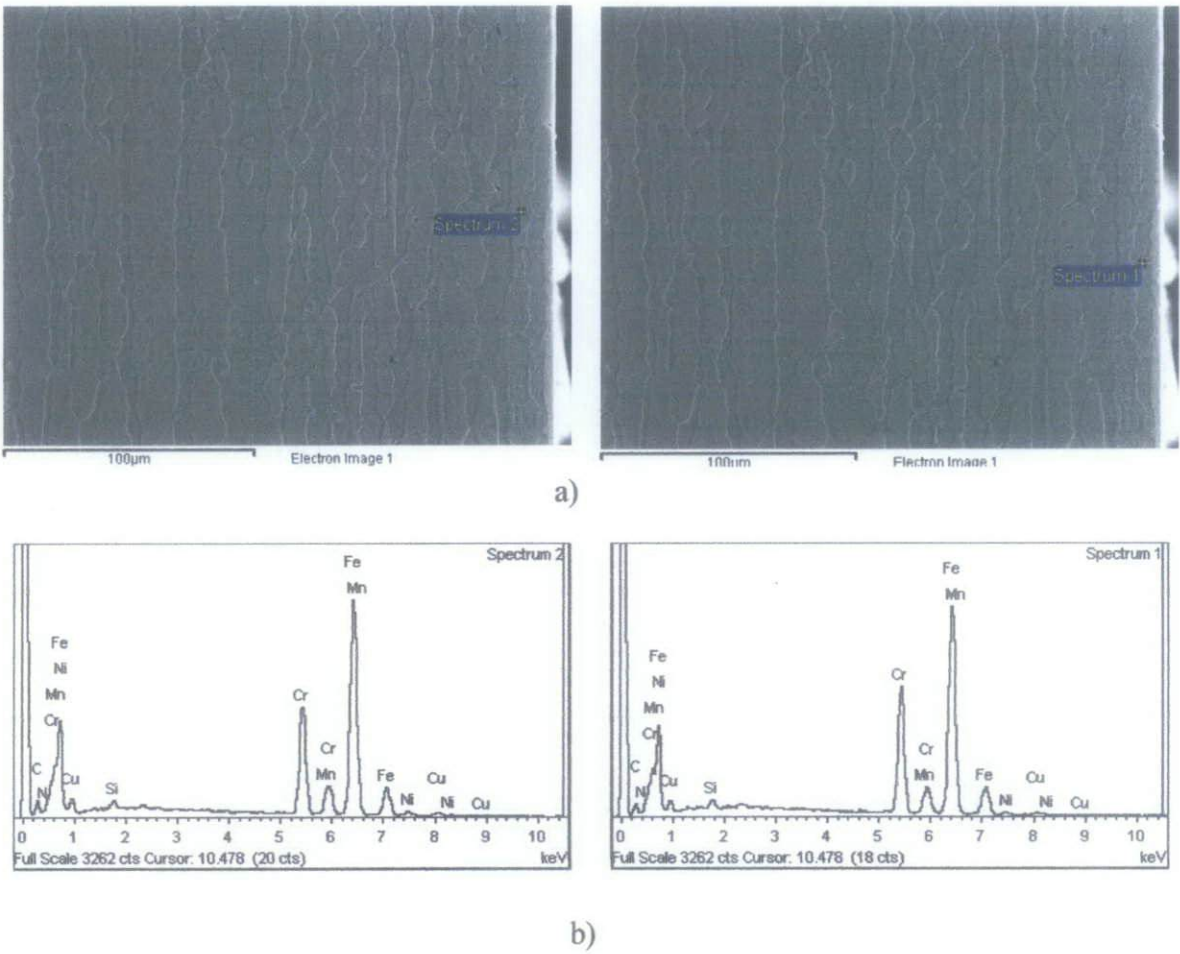 Spectrum 2
Spectrum 1
100µm Electron Image 1
100µm Electron Image 1
a)
Spectrum 2
Fe
Mn
Fe
Ni
Mn
Cr
C
N
Cu
Si
Cr
Cr
Mn
Fe
Ni
Cu
Ni
Cu
0 1 2 3 4 5 6 7 8 9 10
Full Scale 3262 cts Cursor: 10.478 (20 cts) keV
Spectrum 1
Fe
Mn
Fe
Ni
Mn
Cr
C
N
Cu
Si
Cr
Cr
Mn
Fe
Ni
Cu
Ni
Cu
0 1 2 3 4 5 6 7 8 9 10
Full Scale 3262 cts Cursor: 10.478 (18 cts) keV
b)